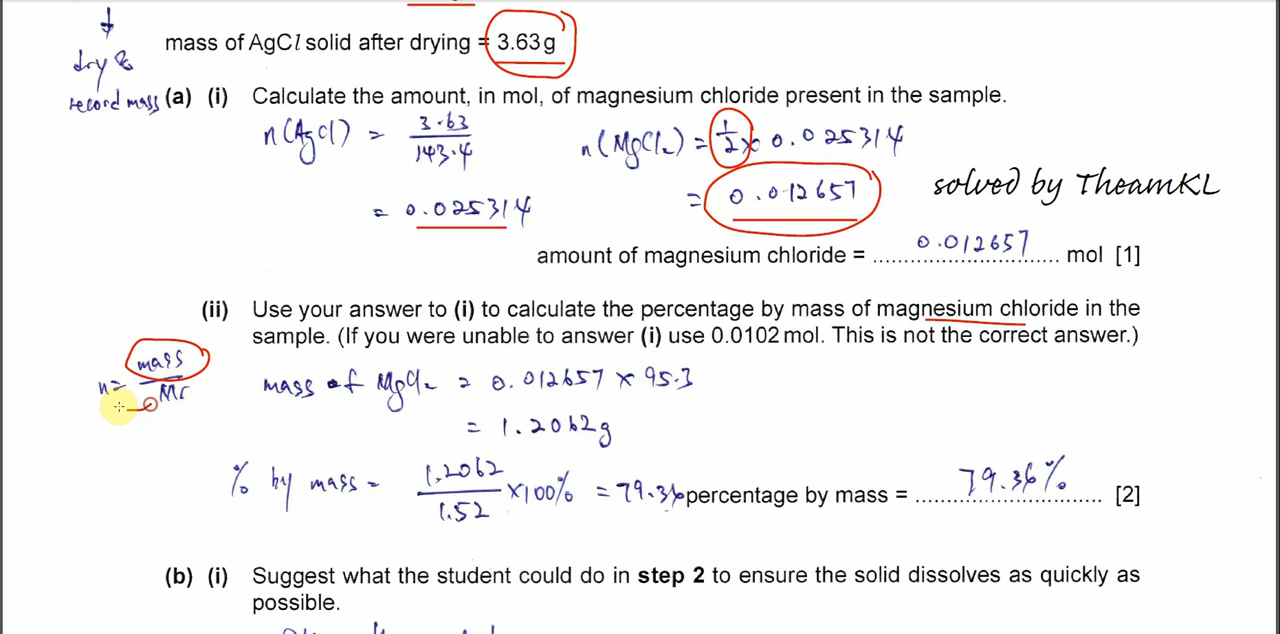 mass of AgCl solid after drying = 3.63 g
dry &
record mass
(a) (i) Calculate the amount, in mol, of magnesium chloride present in the sample.
n(AgCl) = 3.63 / 143.4
n(MgCl₂) = 1/2 × 0.025314
= 0.025314
= 0.012657
solved by TheamKL
amount of magnesium chloride = 0.012657 mol [1]
(ii) Use your answer to (i) to calculate the percentage by mass of magnesium chloride in the
sample. (If you were unable to answer (i) use 0.0102 mol. This is not the correct answer.)
n = mass / Mr
mass of MgCl₂ = 0.012657 × 95.3
= 1.2062g
% by mass = 1.2062 / 1.52 × 100% = 79.36
percentage by mass = 79.36% [2]
(b) (i) Suggest what the student could do in step 2 to ensure the solid dissolves as quickly as
possible.